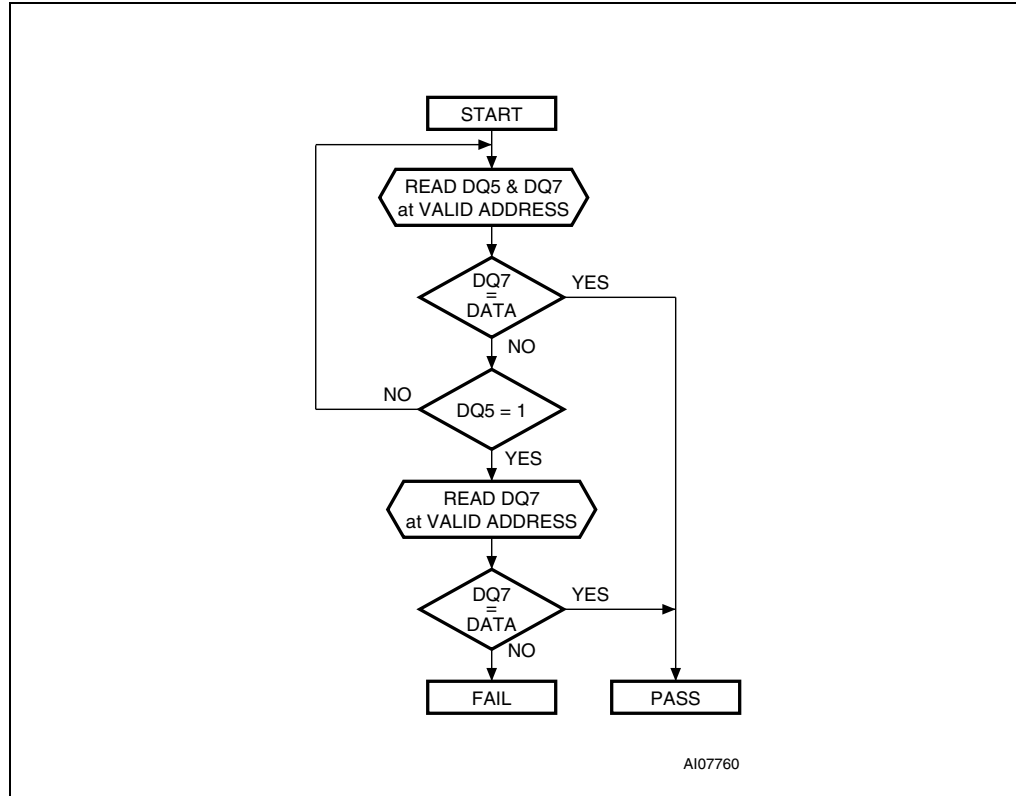 START
READ DQ5 & DQ7
at VALID ADDRESS
DQ7
=
DATA
YES
NO
DQ5 = 1
NO
YES
READ DQ7
at VALID ADDRESS
DQ7
=
DATA
YES
NO
FAIL
PASS
AI07760